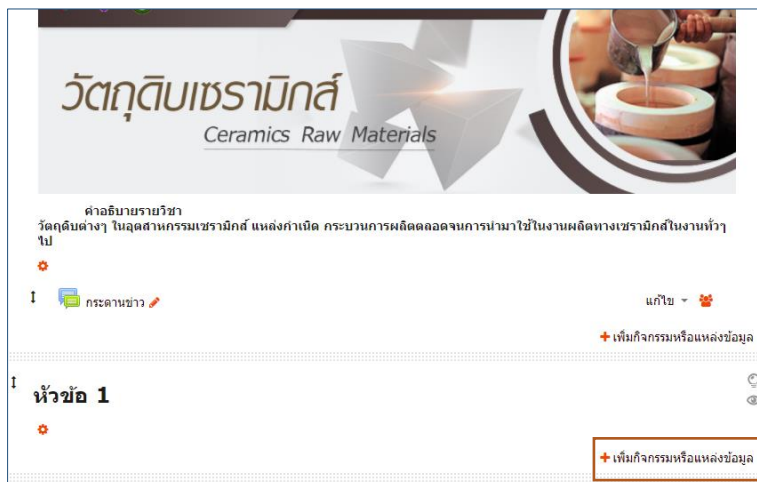 วัตถุดิบเซรามิกส์
Ceramics Raw Materials
คำอธิบายรายวิชา
วัตถุดิบต่างๆ ในอุตสาหกรรมเซรามิกส์ แหล่งกำเนิด กระบวนการผลิตตลอดจนการนำมาใช้ในงานผลิตทางเซรามิกส์ในงานทั่วๆ
ไป
กระดานข่าว แก้ไข
เพิ่มกิจกรรมหรือแหล่งข้อมูล
หัวข้อ 1
เพิ่มกิจกรรมหรือแหล่งข้อมูล